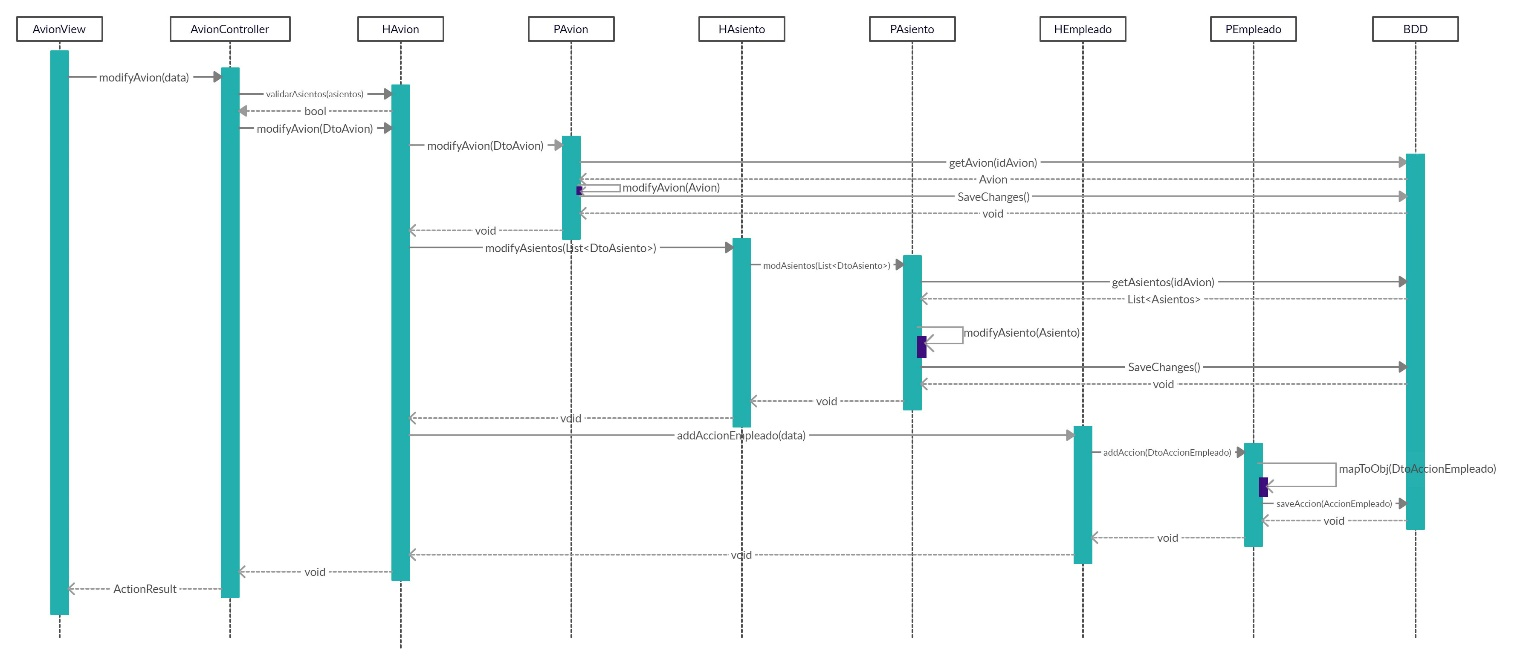 AvionView
AvionController
HAvion
PAvion
HAsiento
PAsiento
HEmpleado
PEmpleado
BDD
modifyAvion(data)
validarAsientos(asientos)
bool
modifyAvion(DtoAvion)
modifyAvion(DtoAvion)
getAvion(idAvion)
Avion
modifyAvion(Avion)
SaveChanges()
void
void
modifyAsientos(List<DtoAsiento>)
modAsientos(List<DtoAsiento>)
getAsientos(idAvion)
List<Asientos>
modifyAsiento(Asiento)
SaveChanges()
void
void
void
addAccionEmpleado(data)
addAccion(DtoAccionEmpleado)
mapToObj(DtoAccionEmpleado)
saveAccion(AccionEmpleado)
void
void
void
void
ActionResult